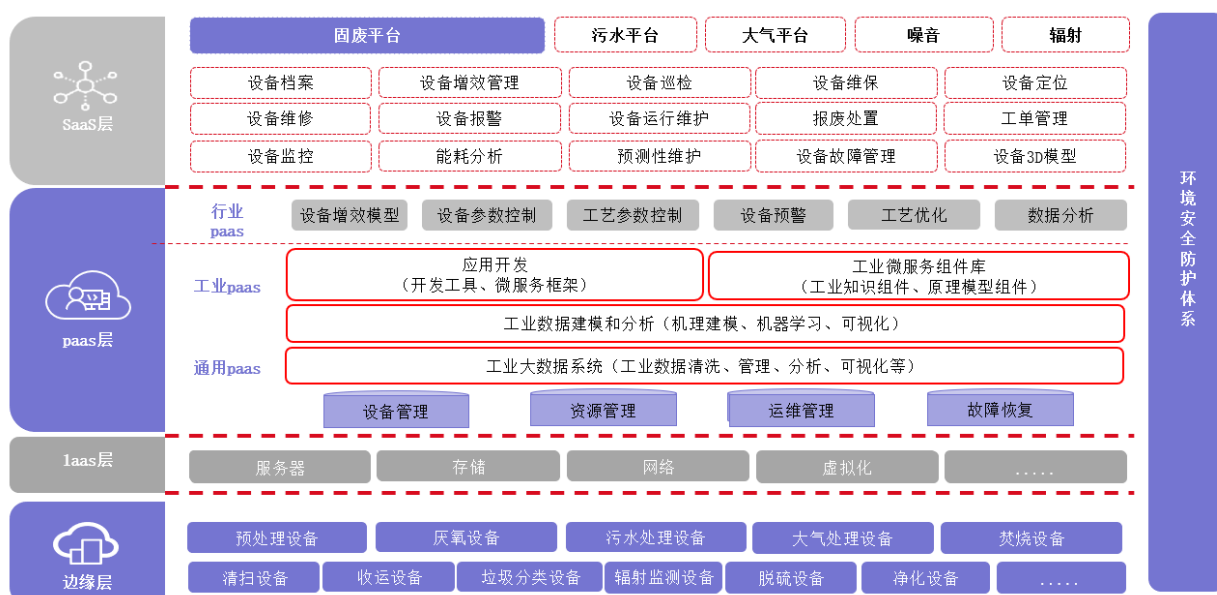 固废平台
污水平台
大气平台
噪音
辐射
设备档案
设备增效管理
设备巡检
设备维保
设备定位
SaaS层
设备维修
设备报警
设备运行维护
报废处置
工单管理
设备监控
能耗分析
预测性维护
设备故障管理
设备3D模型
行业
paas
设备增效模型
设备参数控制
工艺参数控制
设备预警
工艺优化
数据分析
工业paas
应用开发
（开发工具、微服务框架）
工业微服务组件库
（工业知识组件、原理模型组件）
paas层
工业数据建模和分析（机理建模、机器学习、可视化）
通用paas
工业大数据系统（工业数据清洗、管理、分析、可视化等）
设备管理
资源管理
运维管理
故障恢复
laas层
服务器
存储
网络
虚拟化
.....
边缘层
预处理设备
厌氧设备
污水处理设备
大气处理设备
焚烧设备
清扫设备
收运设备
垃圾分类设备
辐射监测设备
脱硫设备
净化设备
.....
环境安全防护体系